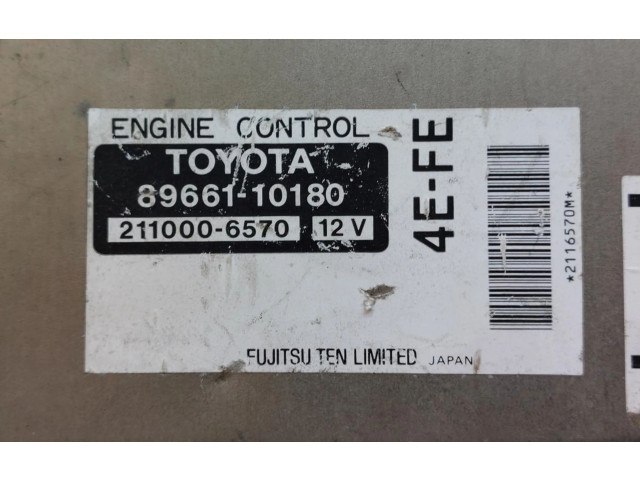 ENGINE CONTROL
TOYOTA
89661-10180
211000-6570 12 V
4E-FE
*2116570M*
FUJITSU TEN LIMITED JAPAN